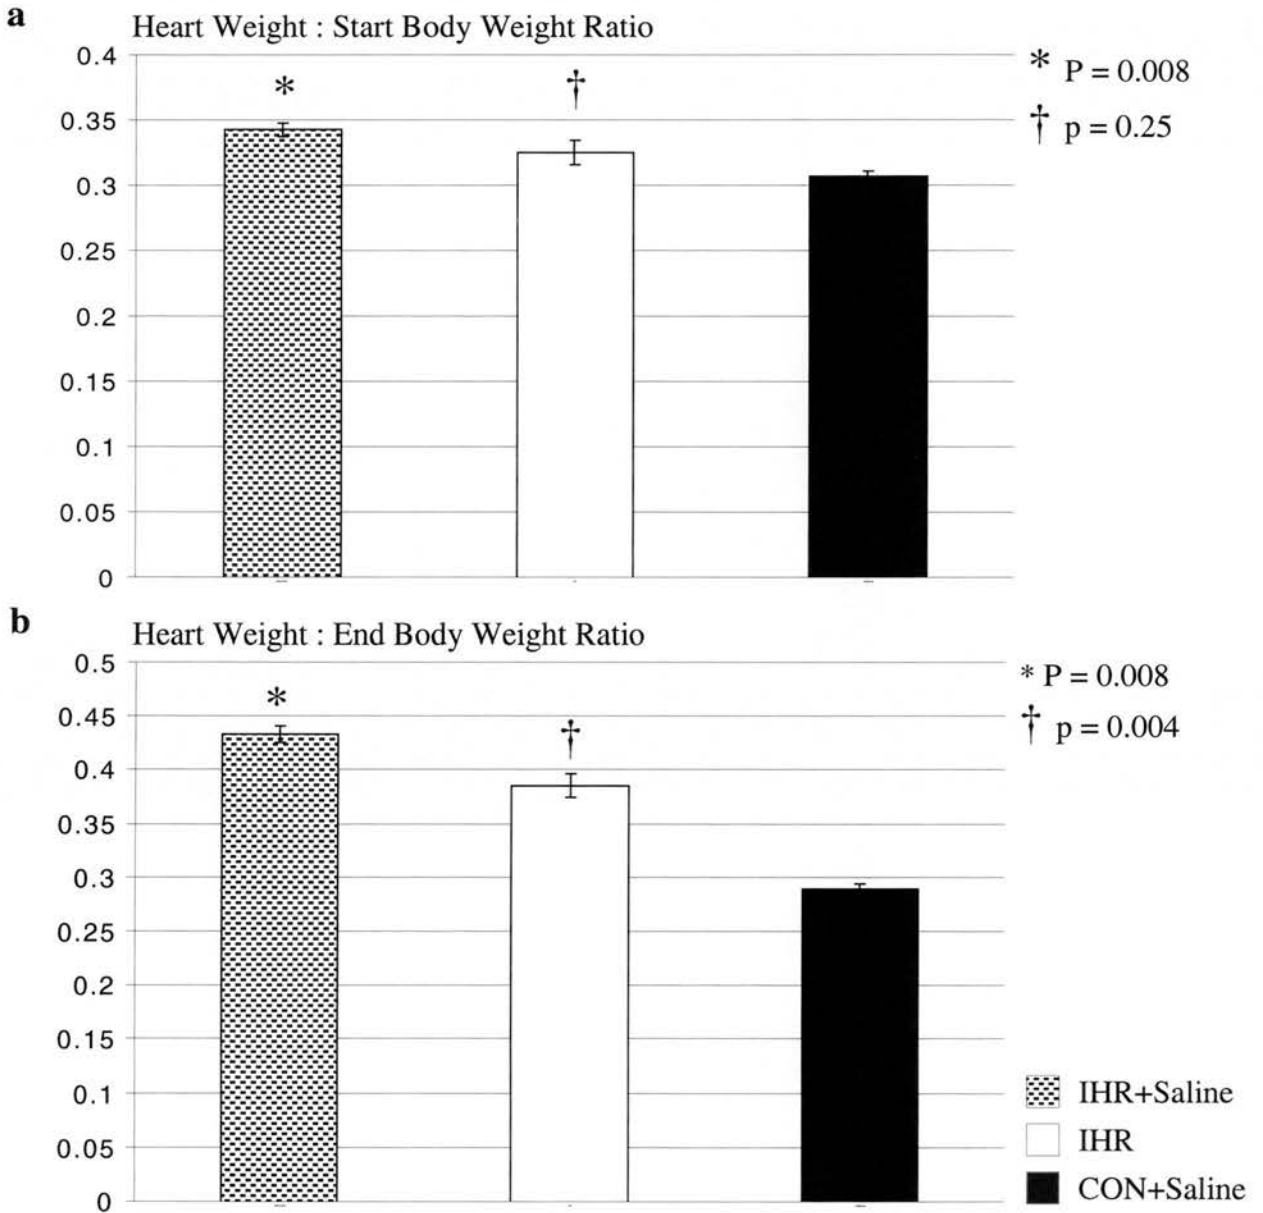 a
Heart Weight : Start Body Weight Ratio
0.4
0.35
0.3
0.25
0.2
0.15
0.1
0.05
0
*
†
* P = 0.008
† p = 0.25
b
Heart Weight : End Body Weight Ratio
0.5
0.45
0.4
0.35
0.3
0.25
0.2
0.15
0.1
0.05
0
*
†
* P = 0.008
† p = 0.004
IHR+Saline
IHR
CON+Saline